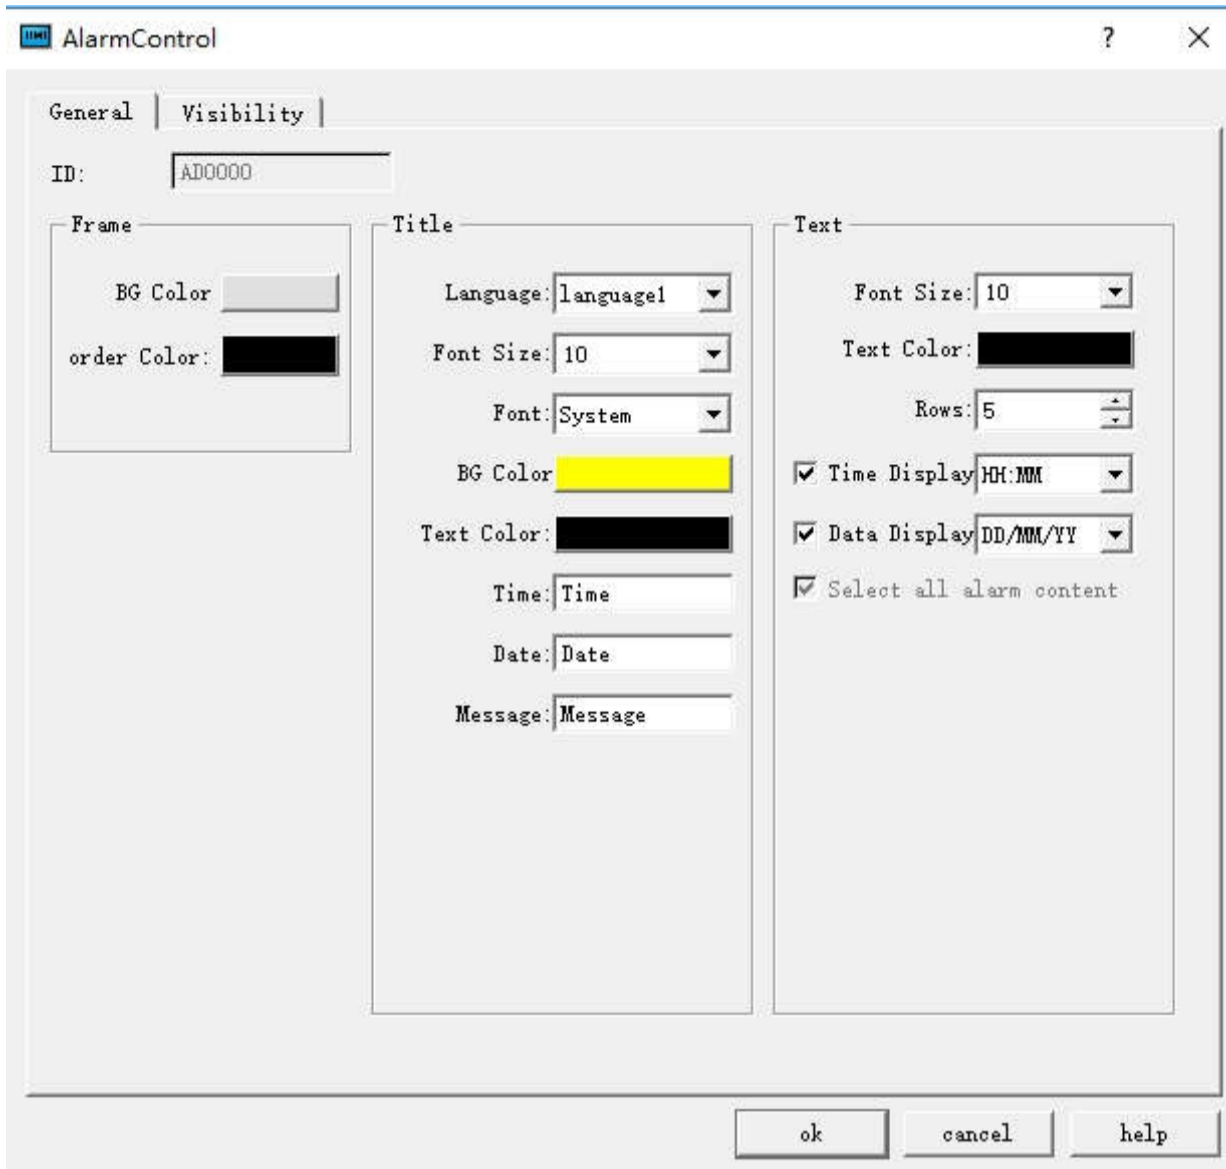 AlarmControl
General
Visibility
ID: AD0000
Frame
BG Color
order Color:
Title
Language: language1
Font Size: 10
Font: System
BG Color
Text Color:
Time: Time
Date: Date
Message: Message
Text
Font Size: 10
Text Color:
Rows: 5
Time Display HH:MM
Data Display DD/MM/YY
Select all alarm content
ok
cancel
help